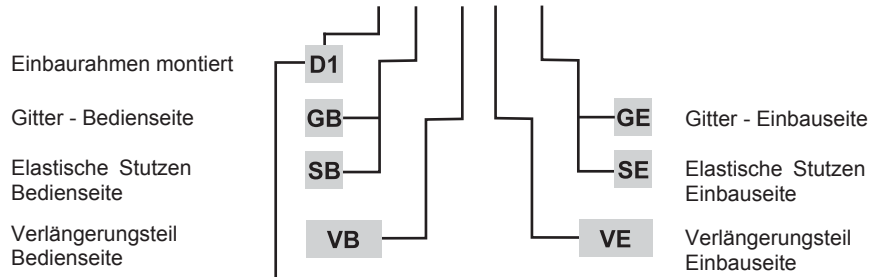 Einbaurahmen montiert
D1
Gitter - Bedienseite
GB
GE
Gitter - Einbauseite
Elastische Stutzen
Bedienseite
SB
SE
Elastische Stutzen
Einbauseite
Verlängerungsteil
Bedienseite
VB
VE
Verlängerungsteil
Einbauseite